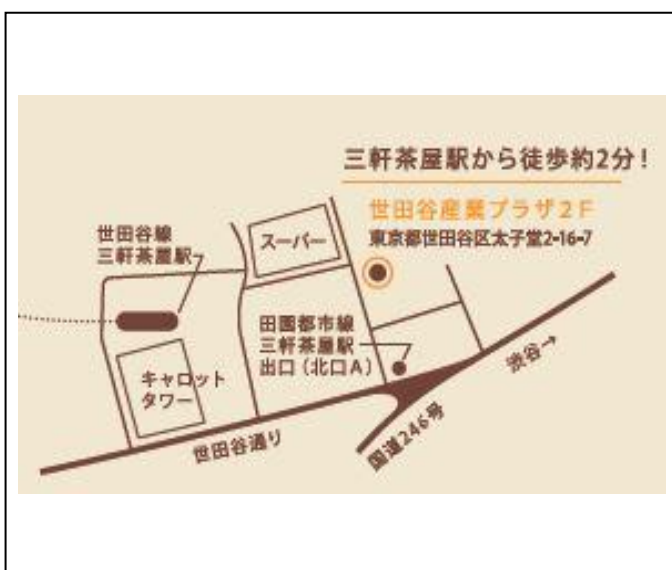 三軒茶屋駅から徒歩約2分!
世田谷産業プラザ2F
東京都世田谷区太子堂2-16-7
世田谷線
三軒茶屋駅
スーパー
田園都市線
三軒茶屋駅
出口(北口A)
キャロット
タワー
渋谷→
世田谷通り
国道246号